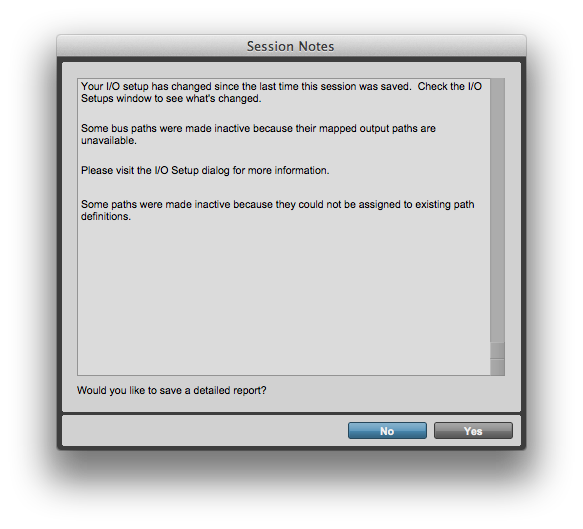 Session Notes
Your I/O setup has changed since the last time this session was saved.  Check the I/O
Setups window to see what's changed.
Some bus paths were made inactive because their mapped output paths are
unavailable.
Please visit the I/O Setup dialog for more information.
Some paths were made inactive because they could not be assigned to existing path
definitions.
Would you like to save a detailed report?
No
Yes